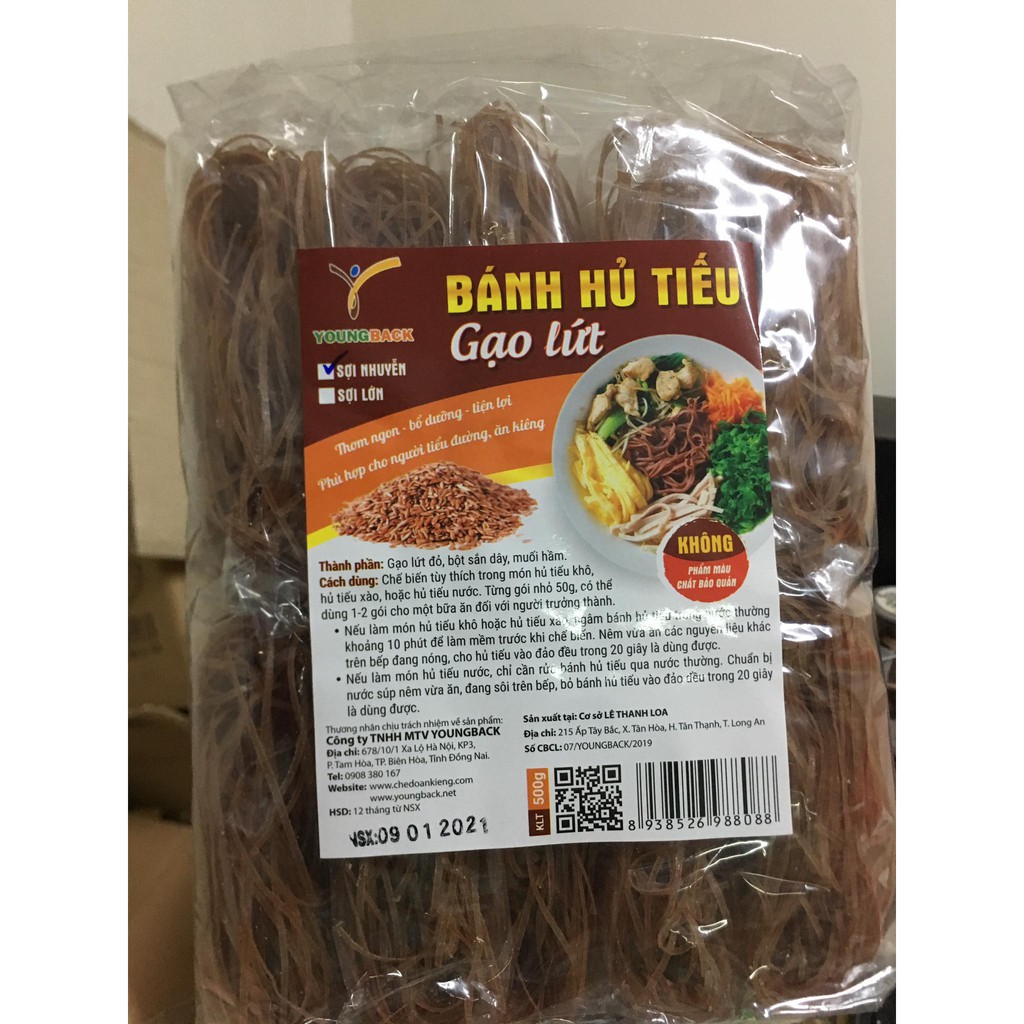 BÁNH HỦ TIẾU
Gạo lứt
YOUNGBACK
SỢI NHUYỄN
SỢI LỚN
Thơm ngon - bổ dưỡng - tiện lợi
Phù hợp cho người tiểu đường, ăn kiêng
KHÔNG
PHẨM MÀU
CHẤT BẢO QUẢN
Thành phần: Gạo lứt đỏ, bột sắn dây, muối hầm.
Cách dùng: Chế biến tùy thích trong món hủ tiếu khô,
hủ tiếu xào, hoặc hủ tiếu nước. Từng gói nhỏ 50g, có thể
dùng 1-2 gói cho một bữa ăn đối với người trưởng thành.
• Nếu làm món hủ tiếu khô hoặc hủ tiếu xào, ngâm bánh hủ tiếu trong nước thường
khoảng 10 phút để làm mềm trước khi chế biến. Nêm vừa ăn các nguyên liệu khác
trên bếp đang nóng, cho hủ tiếu vào đảo đều trong 20 giây là dùng được.
• Nếu làm món hủ tiếu nước, chỉ cần rửa bánh hủ tiếu qua nước thường. Chuẩn bị
nước súp nêm vừa ăn, đang sôi trên bếp, bỏ bánh hủ tiếu vào đảo đều trong 20 giây
là dùng được.
Thương nhân chịu trách nhiệm về sản phẩm:
Công ty TNHH MTV YOUNGBACK
Địa chỉ: 678/10/1 Xa Lộ Hà Nội, KP3,
P. Tam Hòa, TP. Biên Hòa, Tỉnh Đồng Nai.
Tel: 0908 380 167
Website: www.chedoankieng.com
www.youngback.net
HSD: 12 tháng từ NSX
NSX:09 01 2021
Sản xuất tại: Cơ sở LÊ THANH LOA
Địa chỉ: 215 Ấp Tây Bắc, X. Tân Hòa, H. Tân Thạnh, T. Long An
Số CBCL: 07/YOUNGBACK/2019
KLT 500g
8 938526 988088